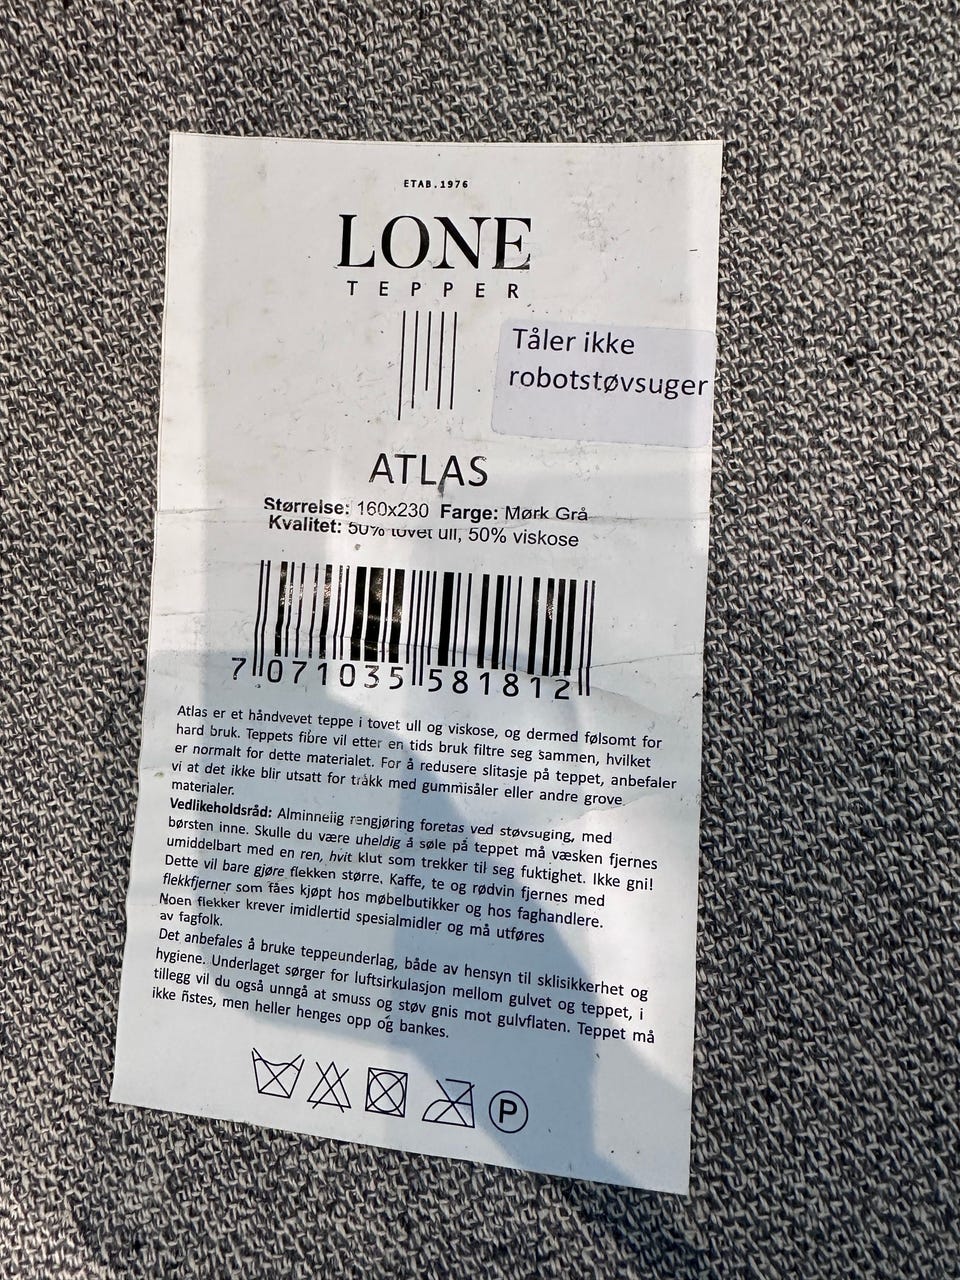 ETAB.1976
LONE
TEPPER
Tåler ikke
robotstøvsuger
ATLAS
Størrelse: 160x230 Farge: Mørk Grå
Kvalitet: 50% tovet ull, 50% viskose
7 071035 581812
Atlas er et håndvevet teppe i tovet ull og viskose, og dermed følsomt for
hard bruk. Teppets fibre vil etter en tids bruk filtre seg sammen, hvilket
er normalt for dette materialet. For å redusere slitasje på teppet, anbefaler
vi at det ikke blir utsatt for tråkk med gummisåler eller andre grove
materialer.
Vedlikeholdsråd: Alminnelig rengjøring foretas ved støvsuging, med
børsten inne. Skulle du være uheldig å søle på teppet må væsken fjernes
umiddelbart med en ren, hvit klut som trekker til seg fuktighet. Ikke gni!
Dette vil bare gjøre flekken større. Kaffe, te og rødvin fjernes med
flekkfjerner som fåes kjøpt hos møbelbutikker og hos faghandlere.
Noen flekker krever imidlertid spesialmidler og må utføres
av fagfolk.
Det anbefales å bruke teppeunderlag, både av hensyn til sklisikkerhet og
hygiene. Underlaget sørger for luftsirkulasjon mellom gulvet og teppet, i
tillegg vil du også unngå at smuss og støv gnis mot gulvflaten. Teppet må
ikke ristes, men heller henges opp og bankes.
P